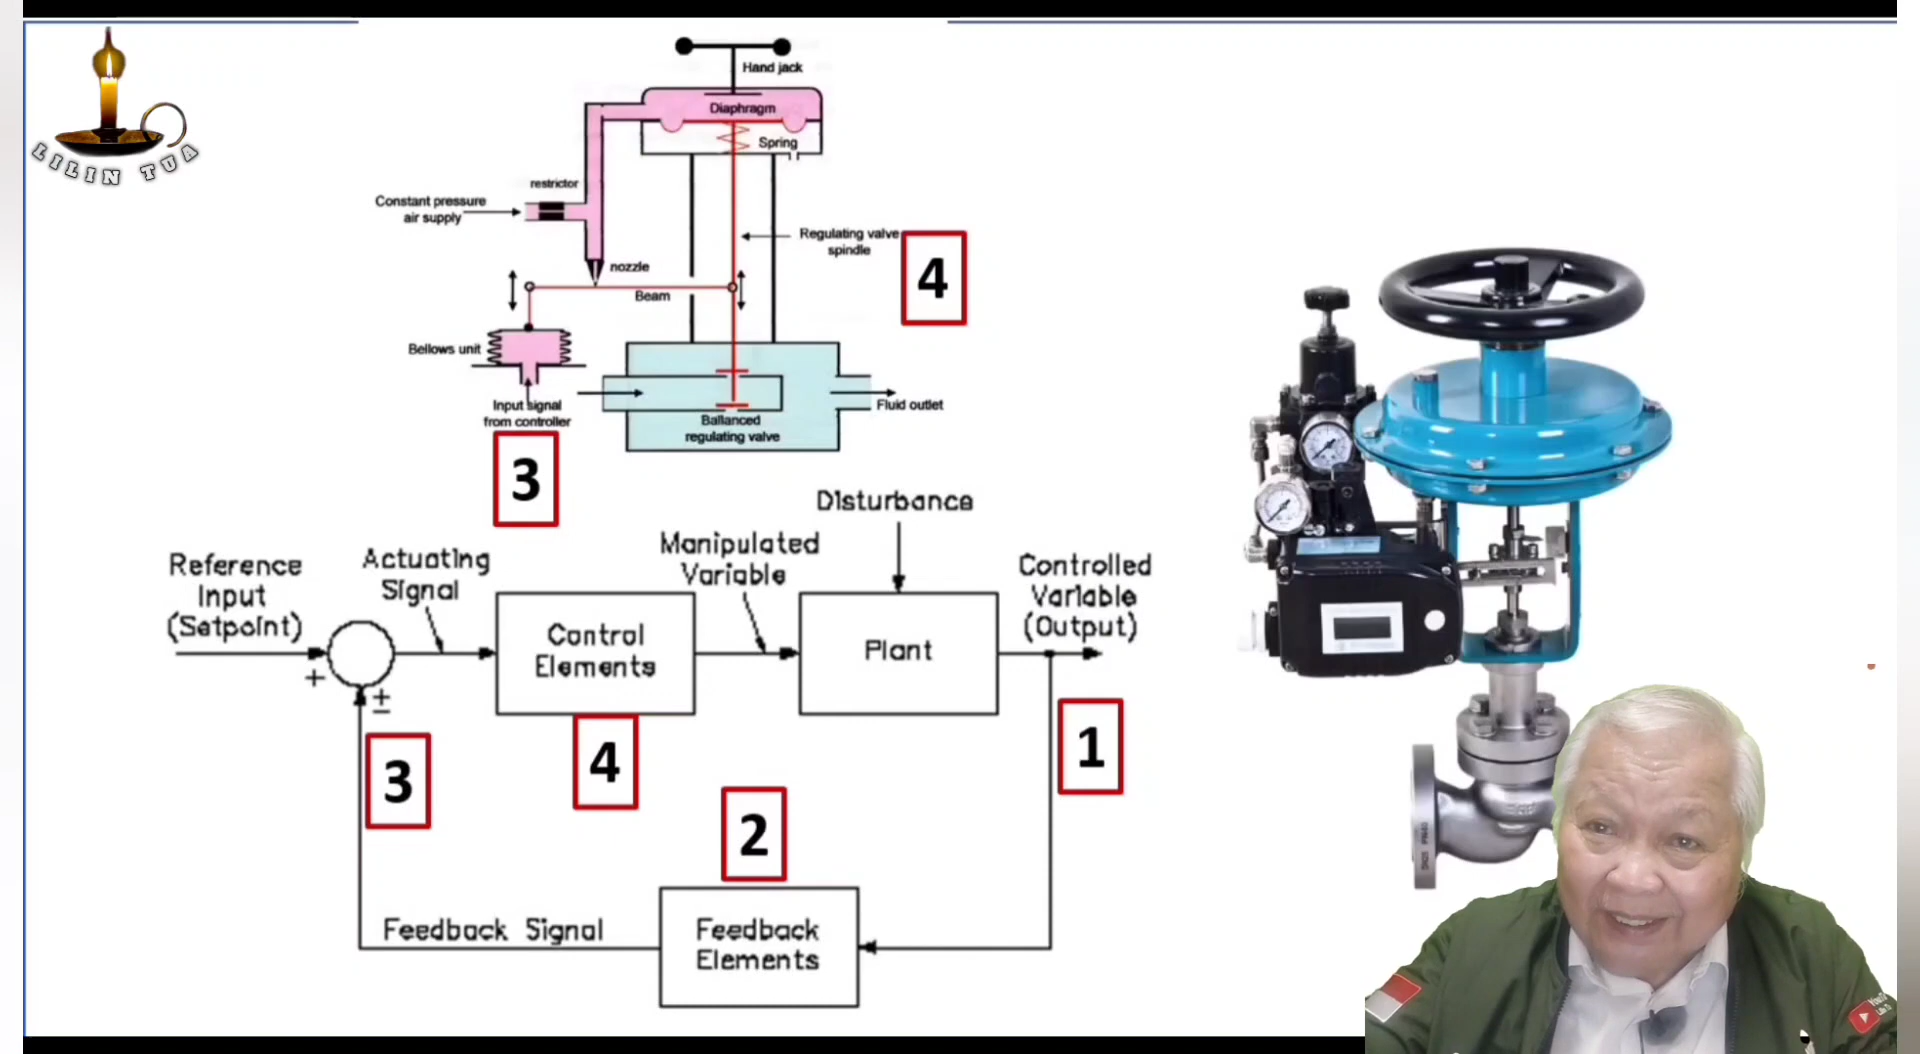 LILIN TUA
Hand jack
Diaphragm
Spring
restrictor
Constant pressure
air supply
Regulating valve
spindle
4
nozzle
Beam
Bellows unit
Input signal
from controller
3
Fluid outlet
Ballanced
regulating valve
Disturbance
Manipulated
Variable
Actuating
Signal
Reference
Input
(Setpoint)
Controlled
Variable
(Output)
+
±
Control
Elements
Plant
3
4
1
2
Feedback Signal
Feedback
Elements